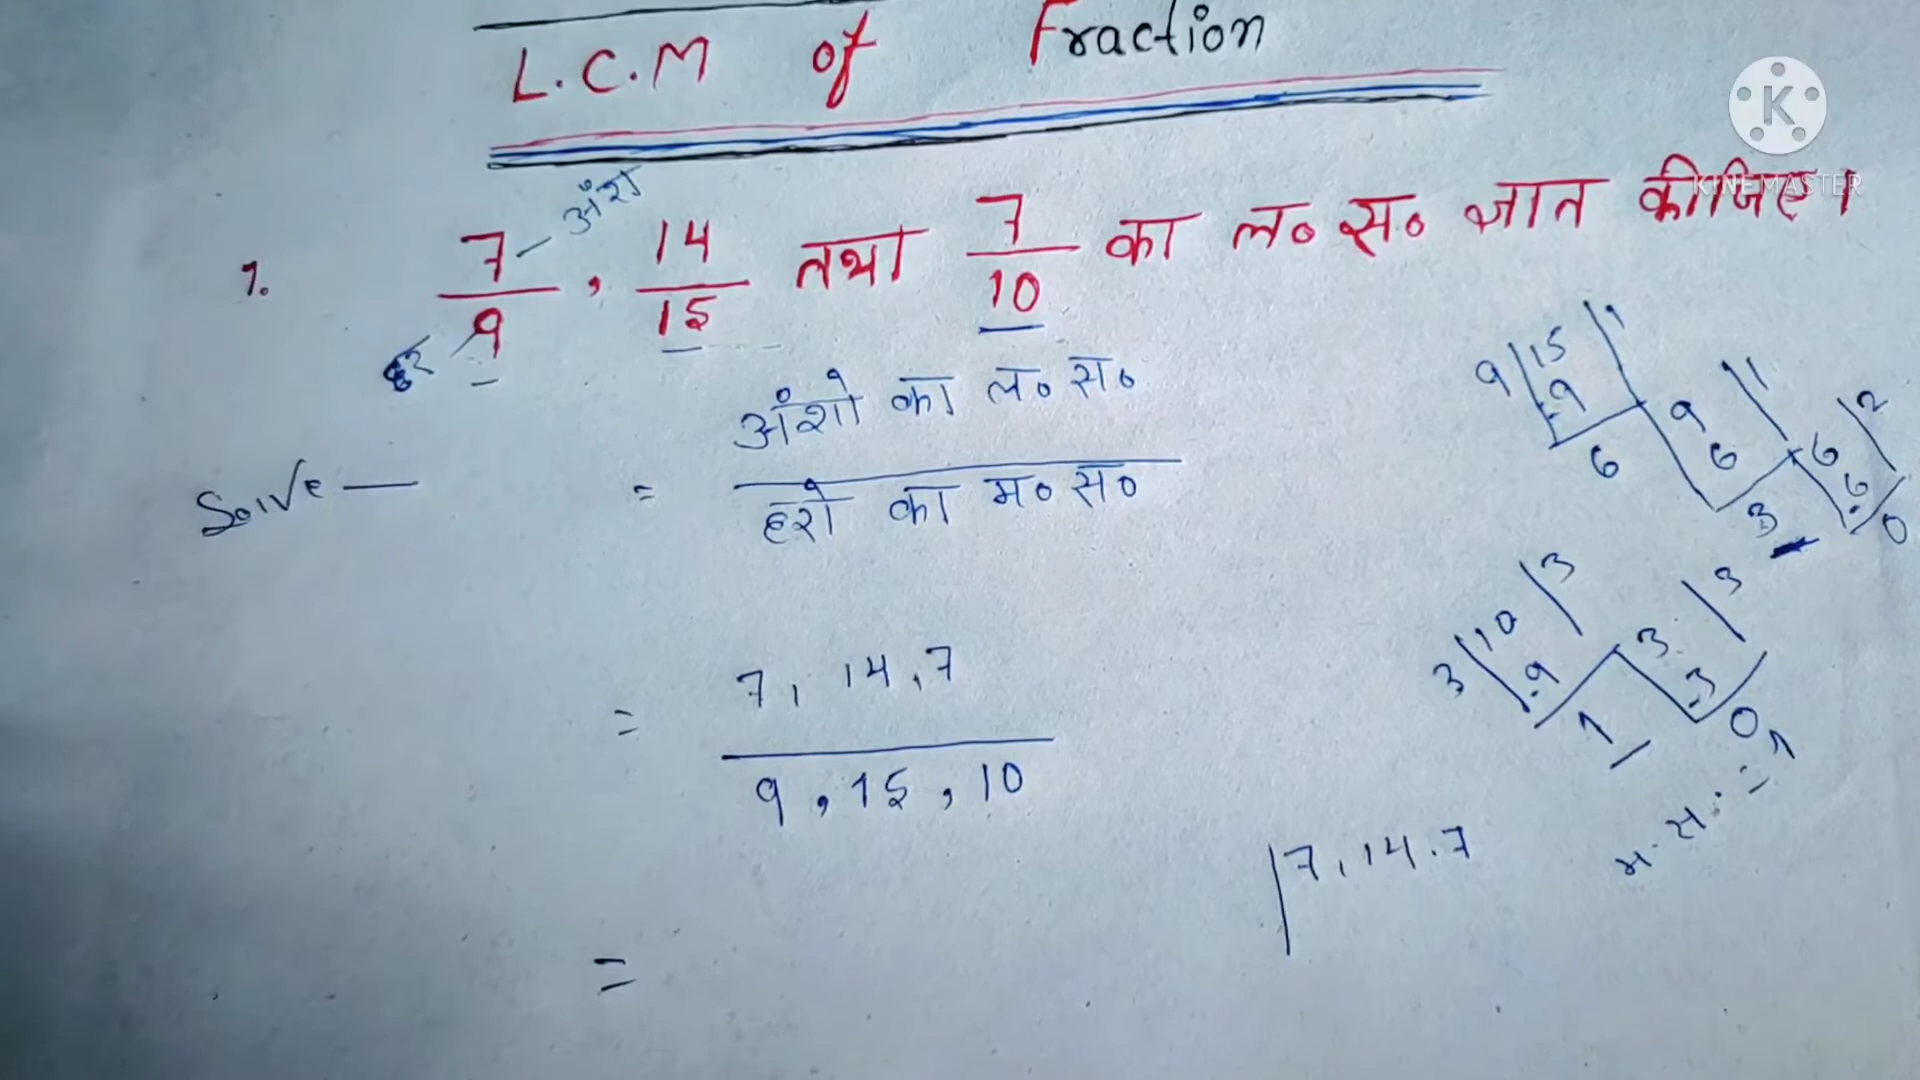 L.C.M of Fraction
KINEMASTER
1. 7/9 - अंश , 14/15 तथा 7/10 का ल० स० ज्ञात कीजिए।
हर
Solve — = अंशो का ल० स० / हरो का म० स०
= 7, 14, 7 / 9, 15, 10
=
9 | 15 | 1
- 9
6 | 9 | 1
6
3 | 6 | 2
6
0
3 | 10 | 3
- 9
1 | 3 | 3
- 3
0
म. स. = 1
| 7, 14. 7